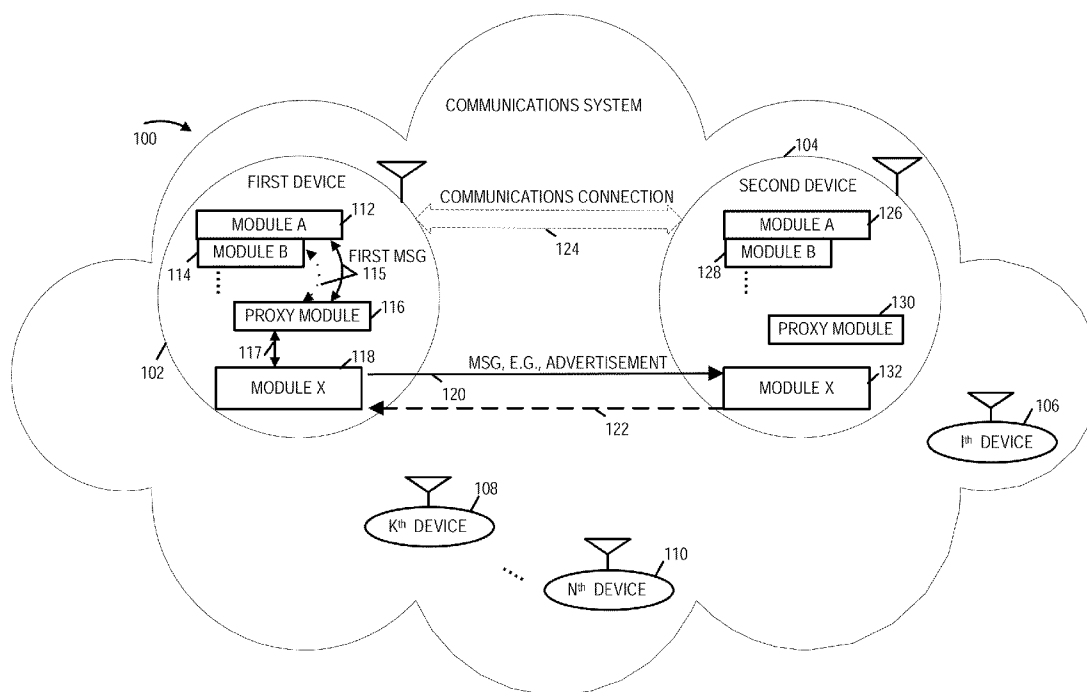 COMMUNICATIONS SYSTEM
100
104
FIRST DEVICE
COMMUNICATIONS CONNECTION
SECOND DEVICE
MODULE A
112
MODULE A
126
MODULE B
FIRST MSG
124
MODULE B
114
115
128
PROXY MODULE
116
130
PROXY MODULE
117
118
102
MSG, E.G., ADVERTISEMENT
132
MODULE X
120
MODULE X
122
106
Ith DEVICE
108
Kth DEVICE
110
Nth DEVICE